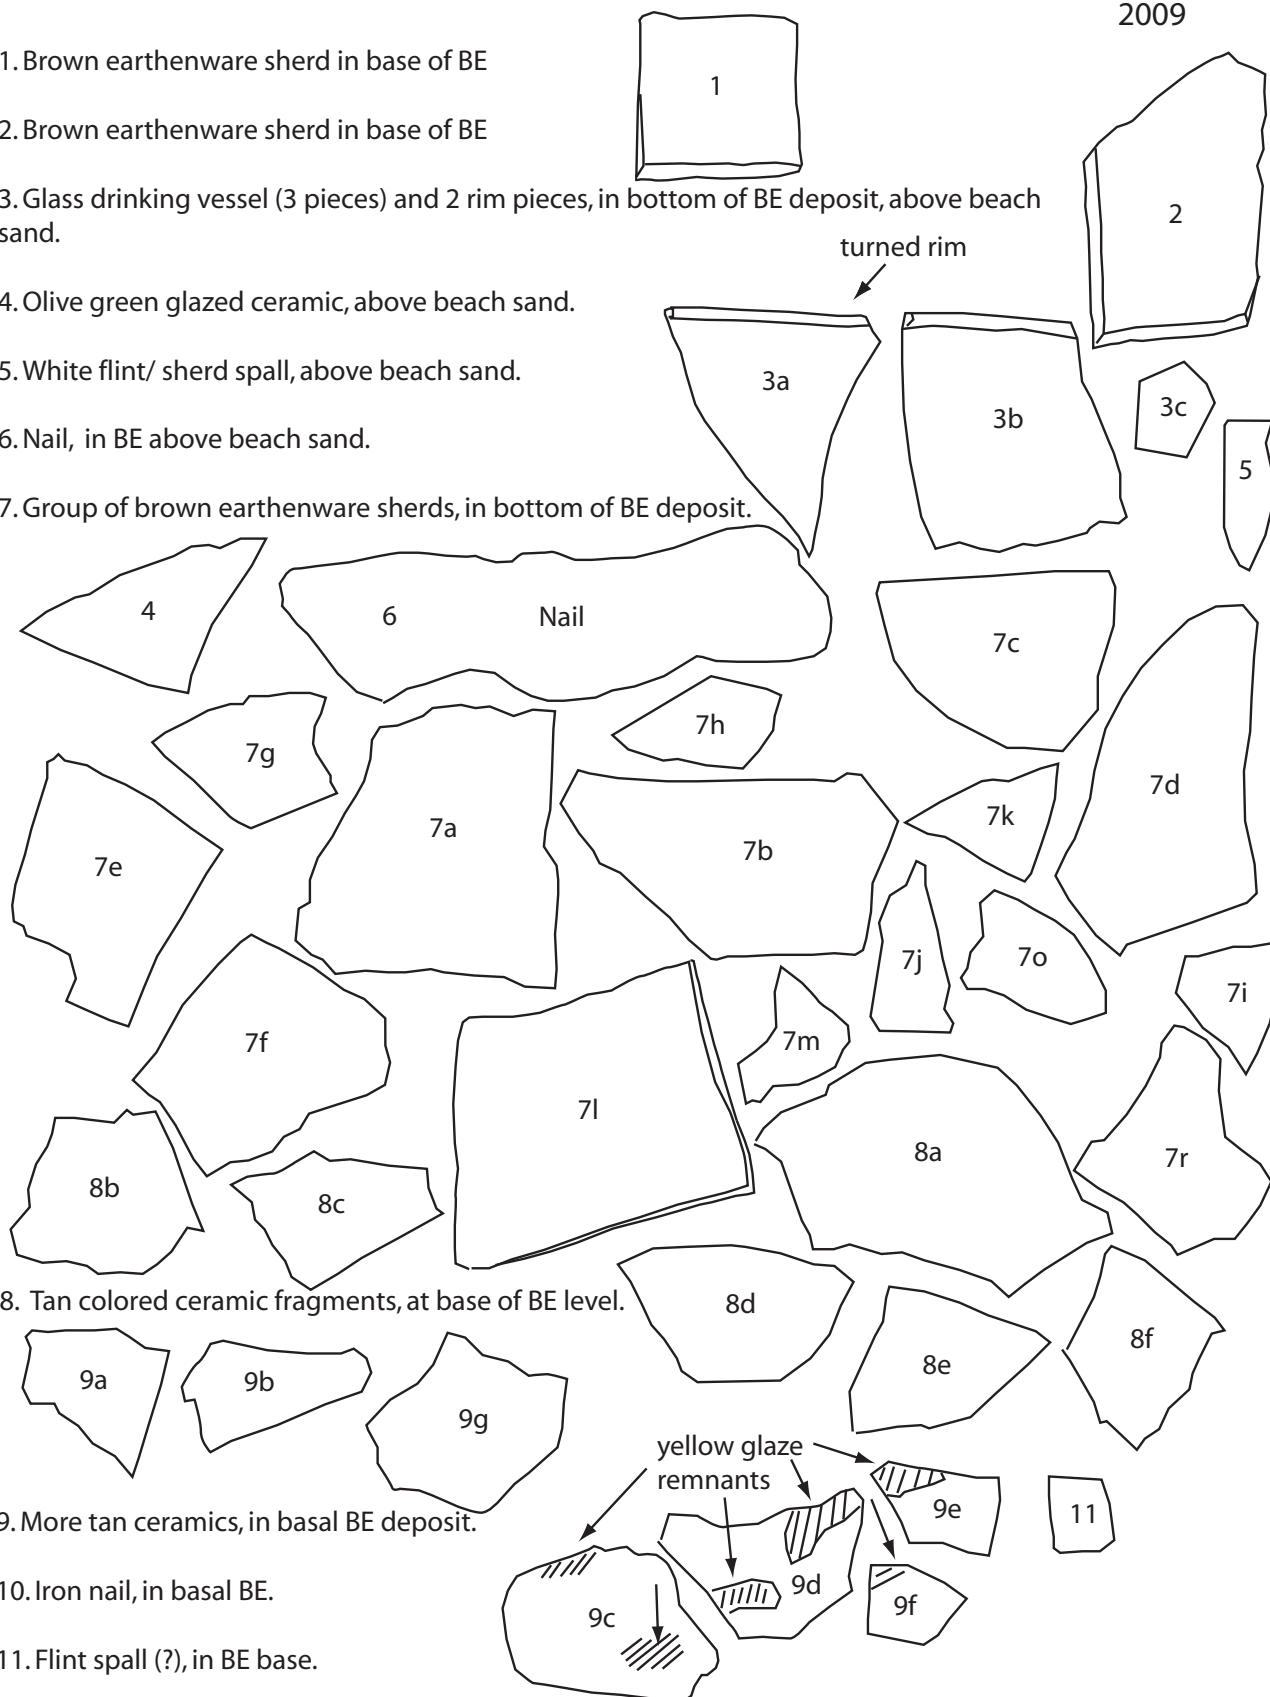 2009
1. Brown earthenware sherd in base of BE
1
2. Brown earthenware sherd in base of BE
2
3. Glass drinking vessel (3 pieces) and 2 rim pieces, in bottom of BE deposit, above beach
sand.
turned rim
4. Olive green glazed ceramic, above beach sand.
5. White flint/ sherd spall, above beach sand.
3a
3b
3c
6. Nail, in BE above beach sand.
5
7. Group of brown earthenware sherds, in bottom of BE deposit.
4
6
Nail
7c
7g
7h
7d
7e
7a
7b
7k
7f
7j
7o
7i
7m
7l
8a
7r
8b
8c
8. Tan colored ceramic fragments, at base of BE level.
8d
8e
8f
9a
9b
9g
yellow glaze
remnants
9. More tan ceramics, in basal BE deposit.
9e
11
10. Iron nail, in basal BE.
9c
9d
9f
11. Flint spall (?), in BE base.